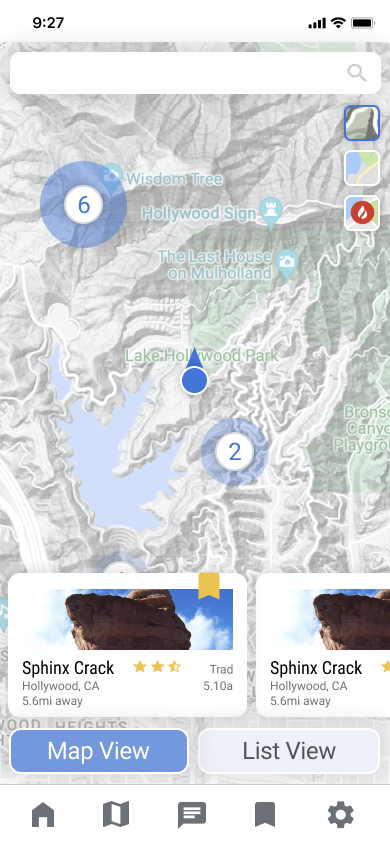 9:27
Wisdom Tree
6
Hollywood Sign
The Last House
on Mulholland
Lake Hollywood Park
Canyo
Playgrou
2
Sphinx Crack
Hollywood, CA
5.6mi away
Trad
5.10a
Sphinx Crack
Hollywood, CA
5.6mi away
HEIGHTS
Map View
List View